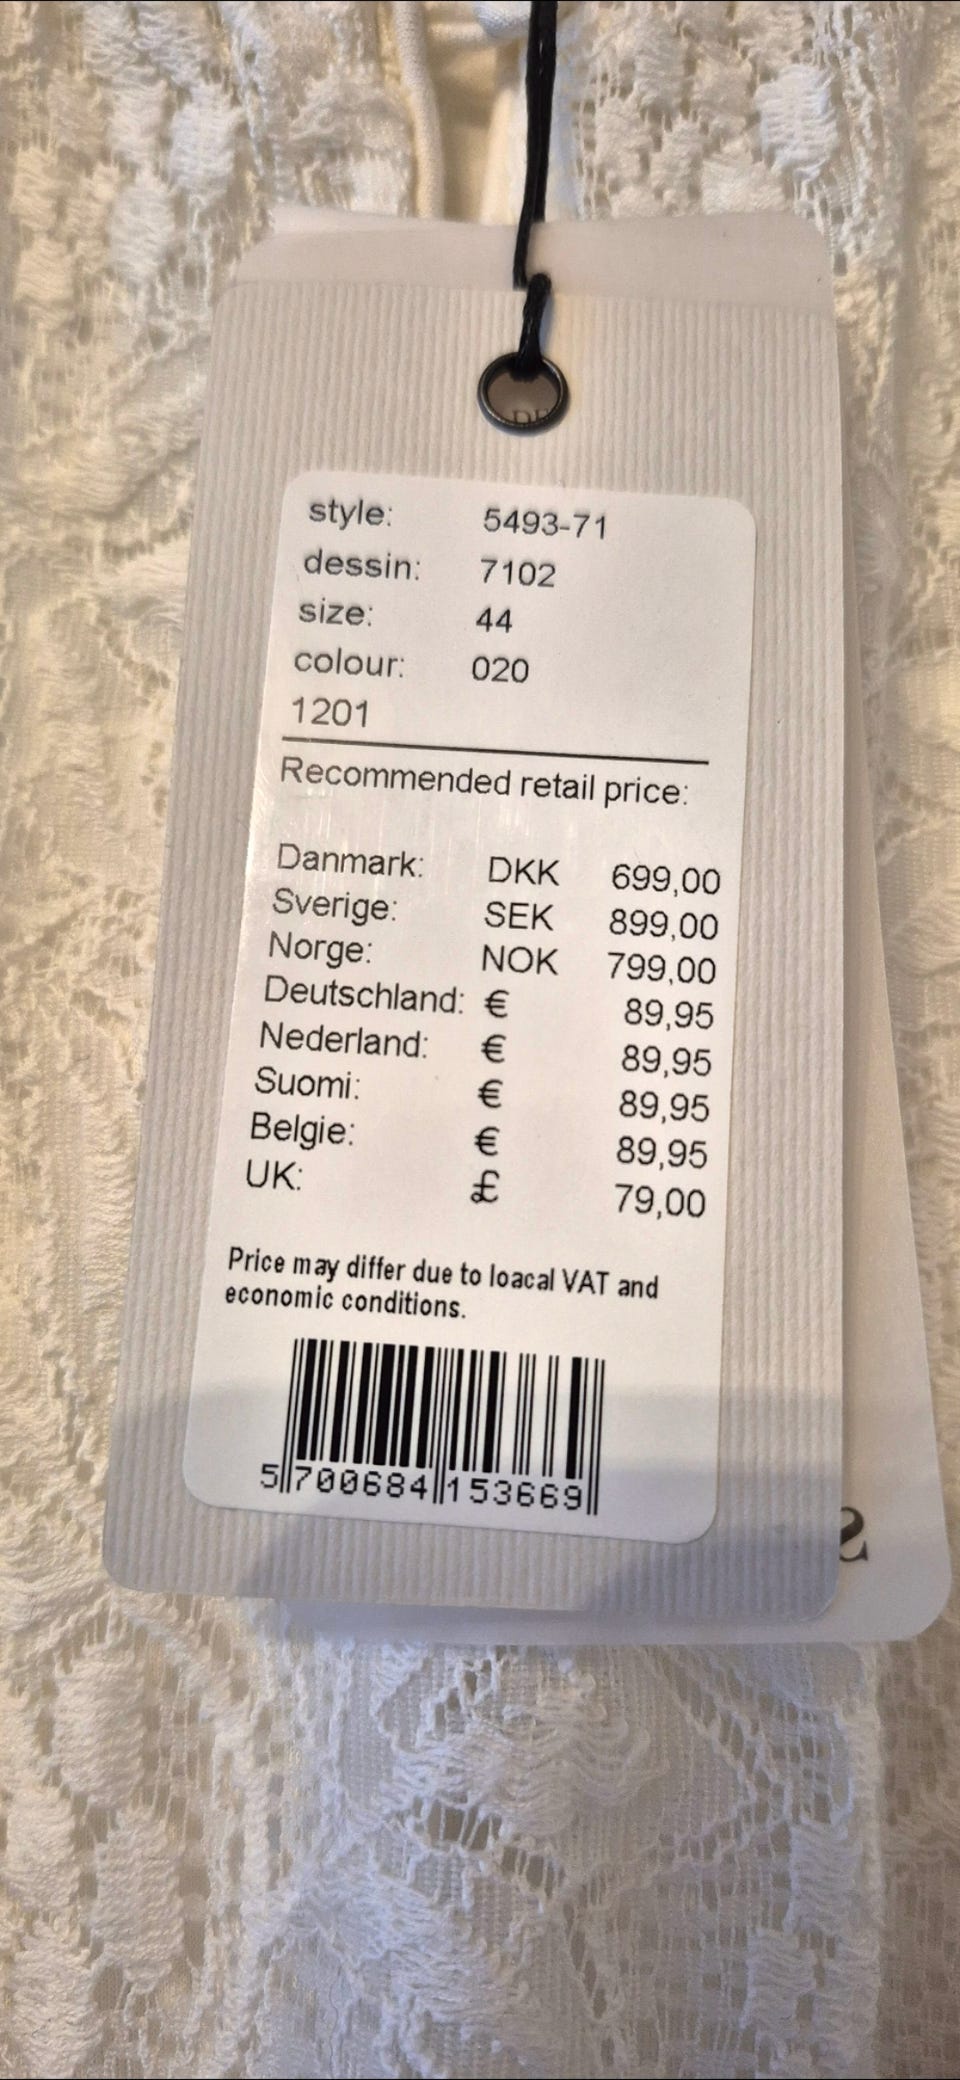 style: 5493-71
dessin: 7102
size: 44
colour: 020
1201
Recommended retail price:
Danmark: DKK 699,00
Sverige: SEK 899,00
Norge: NOK 799,00
Deutschland: € 89,95
Nederland: € 89,95
Suomi: € 89,95
Belgie: € 89,95
UK: £ 79,00
Price may differ due to loacal VAT and
economic conditions.
5 700684 153669